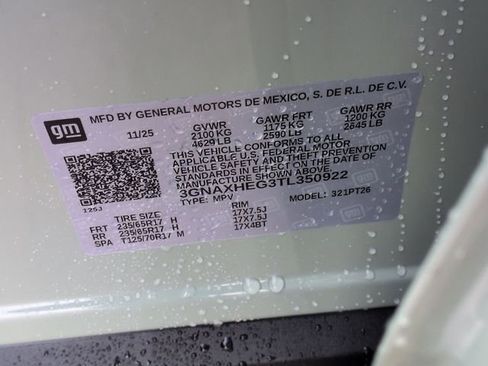 gm
MFD BY GENERAL MOTORS DE MEXICO, S. DE R.L. DE C.V.
11/25 GVWR GAWR FRT GAWR RR
2100 KG 1175 KG 1200 KG
4629 LB 2590 LB 2645 LB
THIS VEHICLE CONFORMS TO ALL
APPLICABLE U.S. FEDERAL MOTOR
VEHICLE SAFETY AND THEFT PREVENTION
STANDARDS IN EFFECT ON THE DATE OF
MANUFACTURE SHOWN ABOVE
3GNAXHEG3TL350922
TYPE: MPV MODEL: 321PT26
125J
TIRE SIZE RIM
FRT 235/65R17 H 17X7.5J
RR 235/65R17 H 17X7.5J
SPA T125/70R17 M 17X4BT